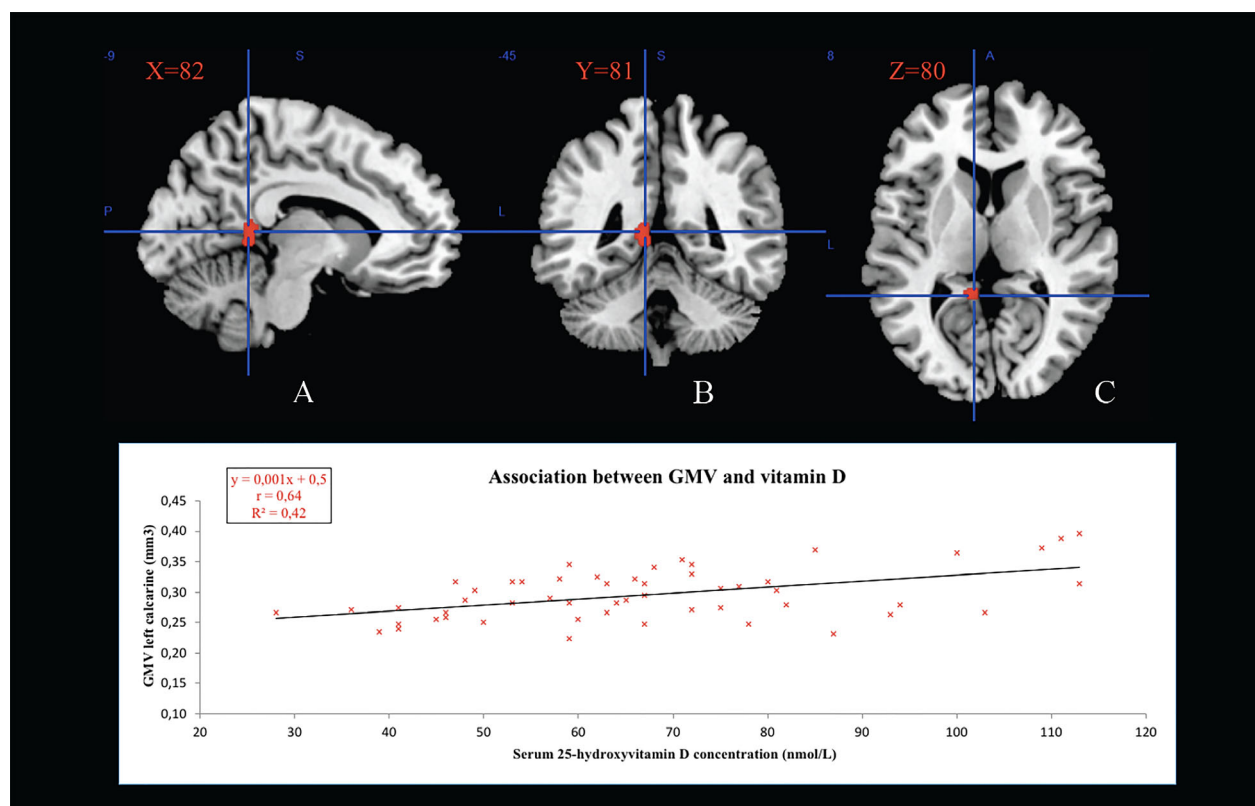 -9
S
X=82
P
A
-45
S
Y=81
L
B
8
A
Z=80
L
C
Association between GMV and vitamin D
y = 0,001x + 0,5
r = 0,64
R² = 0,42
GMV left calcarine (mm3)
0,45
0,40
0,35
0,30
0,25
0,20
0,15
0,10
20 30 40 50 60 70 80 90 100 110 120
Serum 25-hydroxyvitamin D concentration (nmol/L)